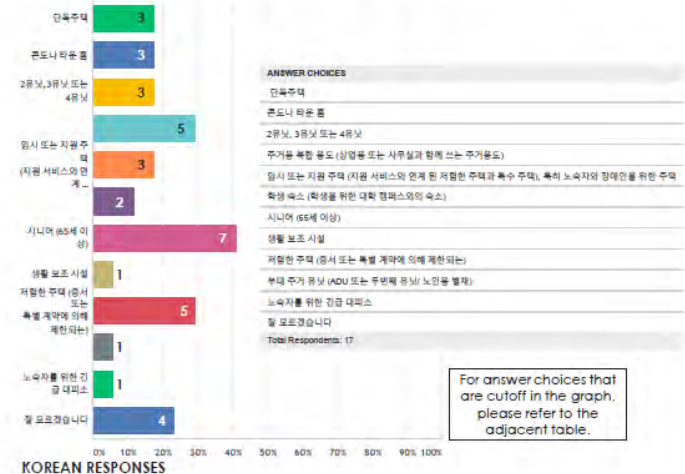 단독주택
3
콘도나 타운 홈
3
2유닛,3유닛 또는
4유닛
3
5
임시 또는 지원 주
택
(지원 서비스와 연
계 ...
3
2
시니어 (65세 이
상)
7
생활 보조 시설
1
저렴한 주택 (증서
또는
특별 계약에 의해
제한되는)
5
1
노숙자를 위한 긴
급 대피소
1
잘 모르겠습니다
4
0% 10% 20% 30% 40% 50% 60% 70% 80% 90% 100%
ANSWER CHOICES
단독주택
콘도나 타운 홈
2유닛, 3유닛 또는 4유닛
주거용 복합 용도 (상업용 또는 사무실과 함께 쓰는 주거용도)
임시 또는 지원 주택 (지원 서비스와 연계 된 저렴한 주택과 특수 주택), 특히 노숙자와 장애인을 위한 주택
학생 숙소 (학생을 위한 대학 캠퍼스외의 숙소)
시니어 (65세 이상)
생활 보조 시설
저렴한 주택 (증서 또는 특별 계약에 의해 제한되는)
부대 주거 유닛 (ADU 또는 두번째 유닛/ 노인용 별채)
노숙자를 위한 긴급 대피소
잘 모르겠습니다
Total Respondents: 17
For answer choices that
are cutoff in the graph,
please refer to the
adjacent table.
KOREAN RESPONSES